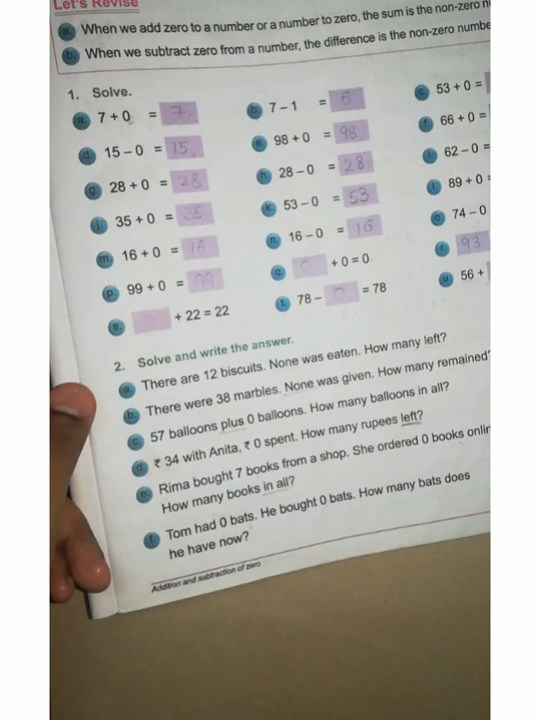 Let's Revise
a. When we add zero to a number or a number to zero, the sum is the non-zero
b. When we subtract zero from a number, the difference is the non-zero
1. Solve.
a. 7 + 0 = 7 b. 7 – 1 = 6 c. 53 + 0 =
d. 15 – 0 = 15 e. 98 + 0 = 98 f. 66 + 0 =
g. 28 + 0 = 28 h. 28 – 0 = 28 i. 62 – 0 =
j. 35 + 0 = 35 k. 53 – 0 = 53 l. 89 + 0 =
m. 16 + 0 = 16 n. 16 – 0 = 16 o. 74 – 0
p. 99 + 0 = 99 q. 0 + 0 = 0 r. 93
s. + 22 = 22 t. 78 – 0 = 78 u. 56 +
2. Solve and write the answer.
a. There are 12 biscuits. None was eaten. How many left?
b. There were 38 marbles. None was given. How many remained?
c. 57 balloons plus 0 balloons. How many balloons in all?
d. ₹ 34 with Anita, ₹ 0 spent. How many rupees left?
e. Rima bought 7 books from a shop. She ordered 0 books
How many books in all?
f. Tom had 0 bats. He bought 0 bats. How many bats does
he have now?
Addition and subtraction of zero